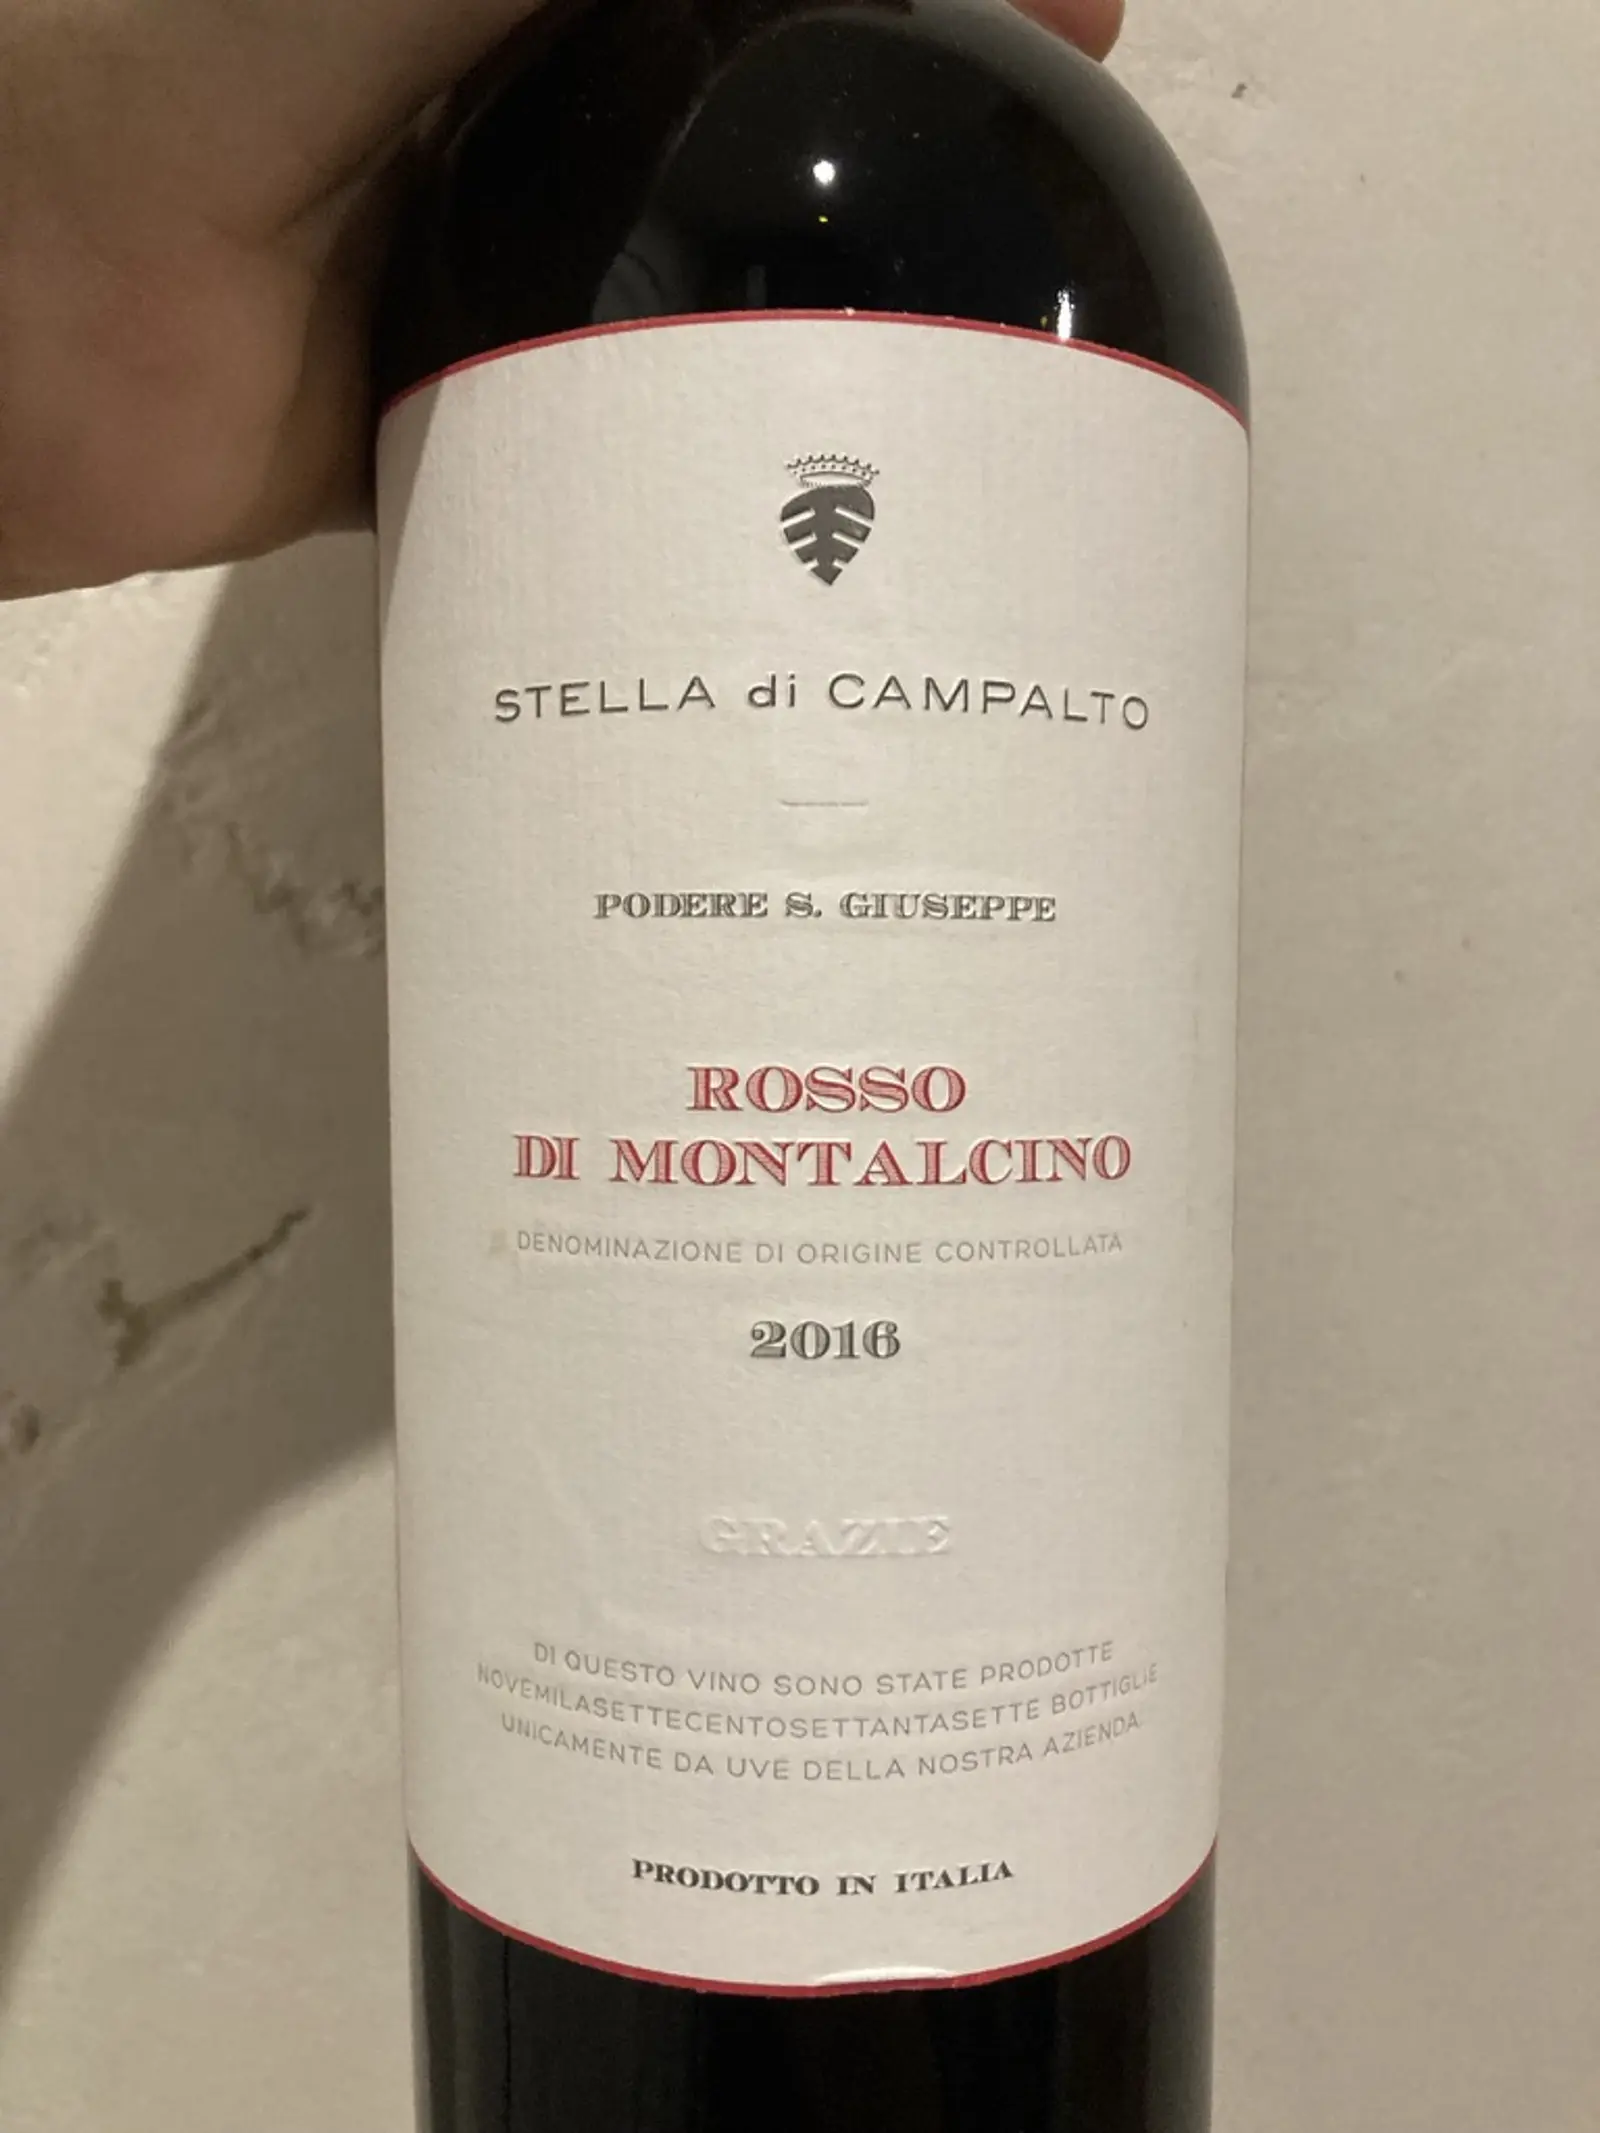 STELLA di CAMPALTO
PODERE S. GIUSEPPE
ROSSO
DI MONTALCINO
DENOMINAZIONE DI ORIGINE CONTROLLATA
2016
GRAZIE
DI QUESTO VINO SONO STATE PRODOTTE
NOVEMILASETTECENTOSETTANTASETTE BOTTIGLIE
UNICAMENTE DA UVE DELLA NOSTRA AZIENDA
PRODOTTO IN ITALIA